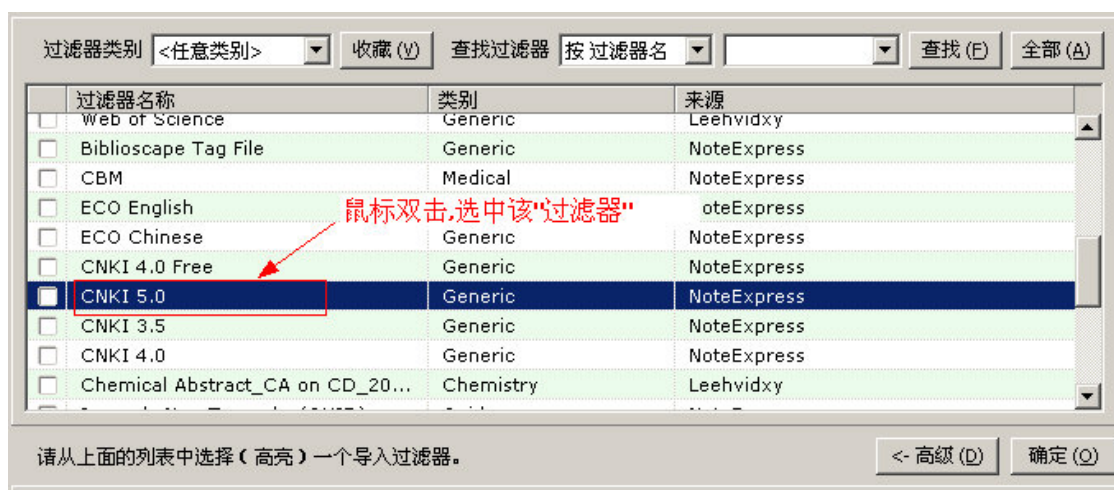 过滤器类别 <任意类别> 收藏(V) 查找过滤器 按 过滤器名 查找(F) 全部(A)
过滤器名称 类别 来源
Web of Science Generic Leehvidxy
Biblioscape Tag File Generic NoteExpress
CBM Medical NoteExpress
ECO English 鼠标双击,选中该"过滤器" oteExpress
ECO Chinese Generic NoteExpress
CNKI 4.0 Free Generic NoteExpress
CNKI 5.0 Generic NoteExpress
CNKI 3.5 Generic NoteExpress
CNKI 4.0 Generic NoteExpress
Chemical Abstract_CA on CD_20... Chemistry Leehvidxy
请从上面的列表中选择(高亮)一个导入过滤器。 <- 高级(D) 确定(O)